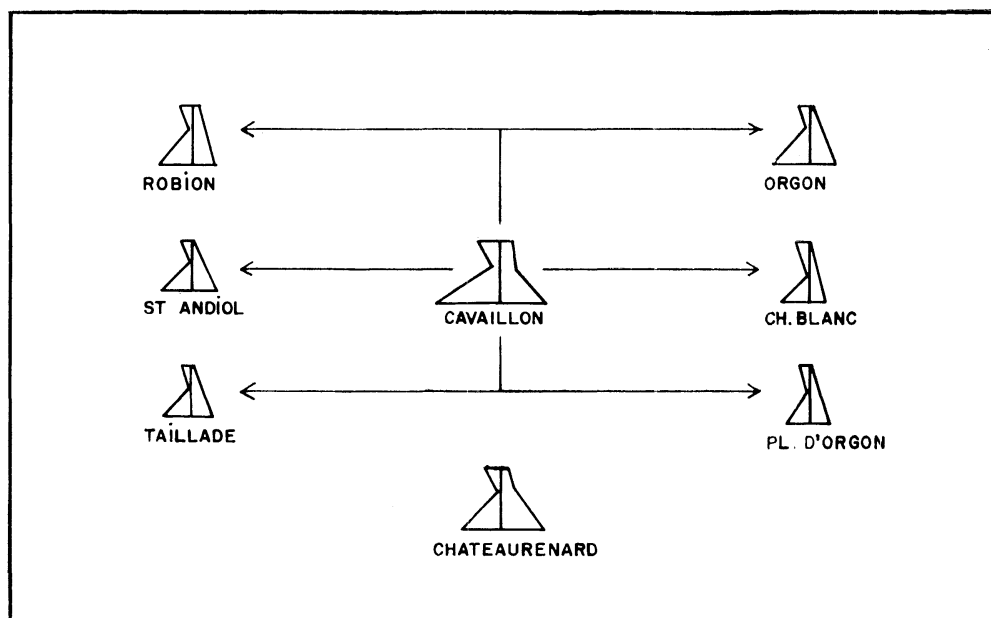 ROBiON
ORGON
ST ANDiOL
CAVAILLON
CH. BLANC
TAiLLADE
PL. D'ORGON
CHATEAURENARD